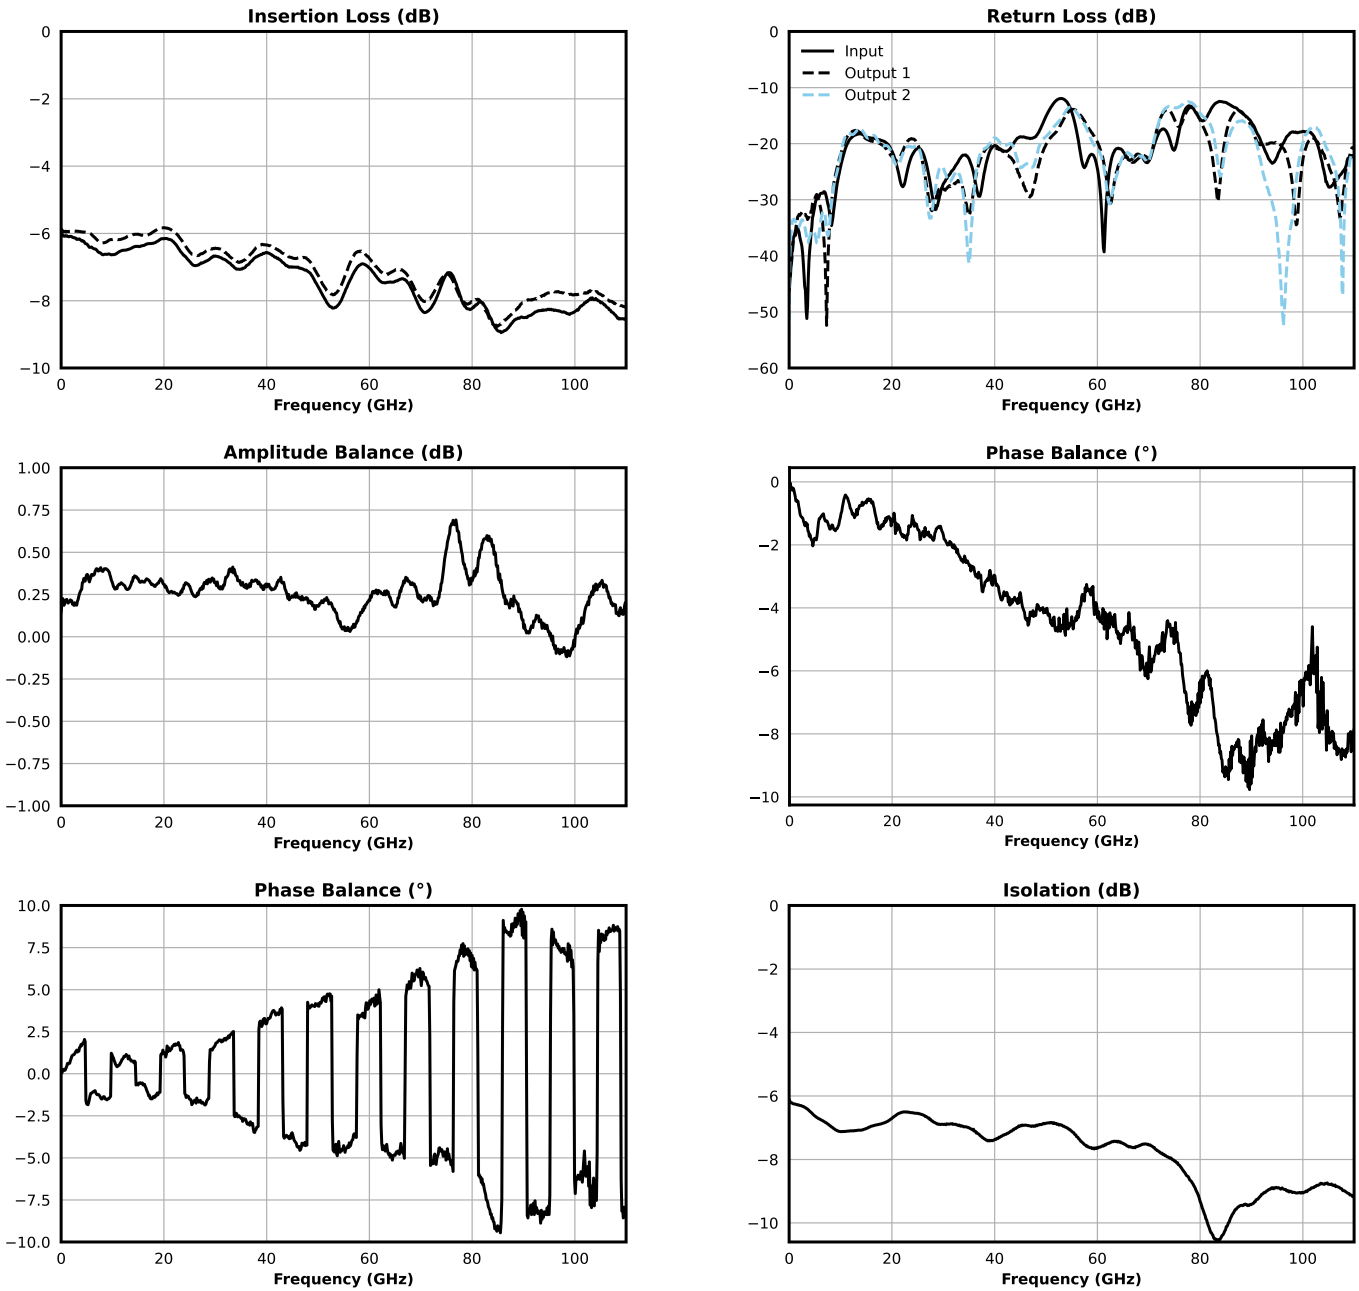 Insertion Loss (dB)
0
−2
−4
−6
−8
−10
0 20 40 60 80 100
Frequency (GHz)
Return Loss (dB)
Input
Output 1
Output 2
0
−10
−20
−30
−40
−50
−60
0 20 40 60 80 100
Frequency (GHz)
Amplitude Balance (dB)
1.00
0.75
0.50
0.25
0.00
−0.25
−0.50
−0.75
−1.00
0 20 40 60 80 100
Frequency (GHz)
Phase Balance (°)
0
−2
−4
−6
−8
−10
0 20 40 60 80 100
Frequency (GHz)
Phase Balance (°)
10.0
7.5
5.0
2.5
0.0
−2.5
−5.0
−7.5
−10.0
0 20 40 60 80 100
Frequency (GHz)
Isolation (dB)
0
−2
−4
−6
−8
−10
0 20 40 60 80 100
Frequency (GHz)